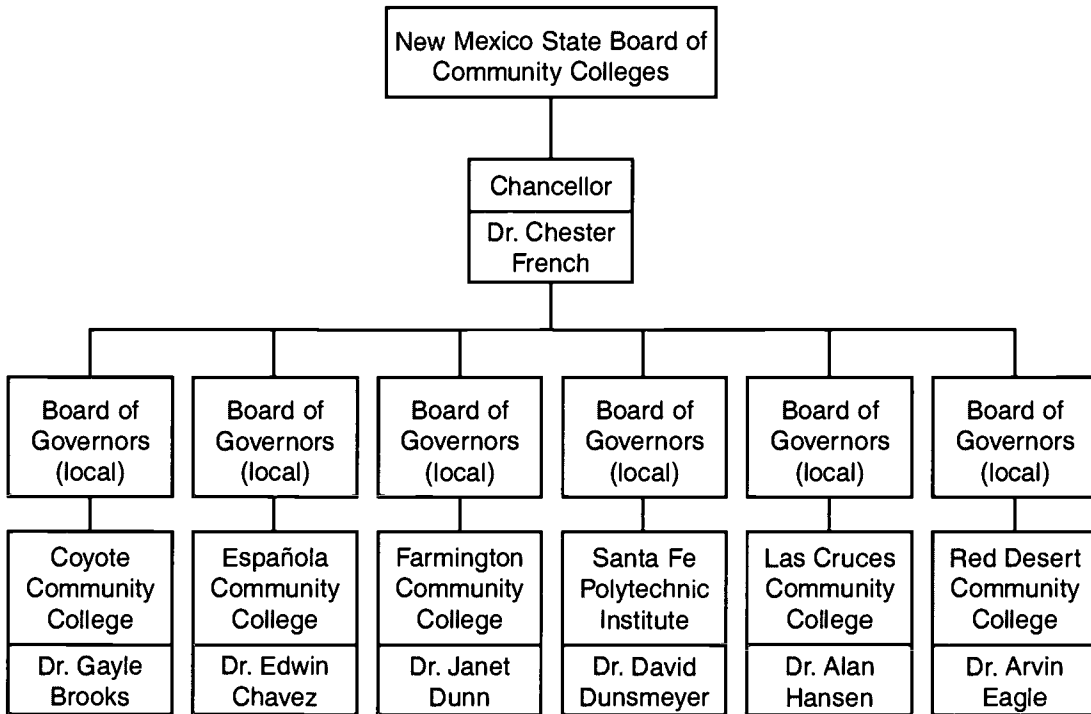 New Mexico State Board of
Community Colleges
Chancellor
Dr. Chester
French
Board of
Governors
(local)
Board of
Governors
(local)
Board of
Governors
(local)
Board of
Governors
(local)
Board of
Governors
(local)
Board of
Governors
(local)
Coyote
Community
College
Dr. Gayle
Brooks
Española
Community
College
Dr. Edwin
Chavez
Farmington
Community
College
Dr. Janet
Dunn
Santa Fe
Polytechnic
Institute
Dr. David
Dunsmeyer
Las Cruces
Community
College
Dr. Alan
Hansen
Red Desert
Community
College
Dr. Arvin
Eagle